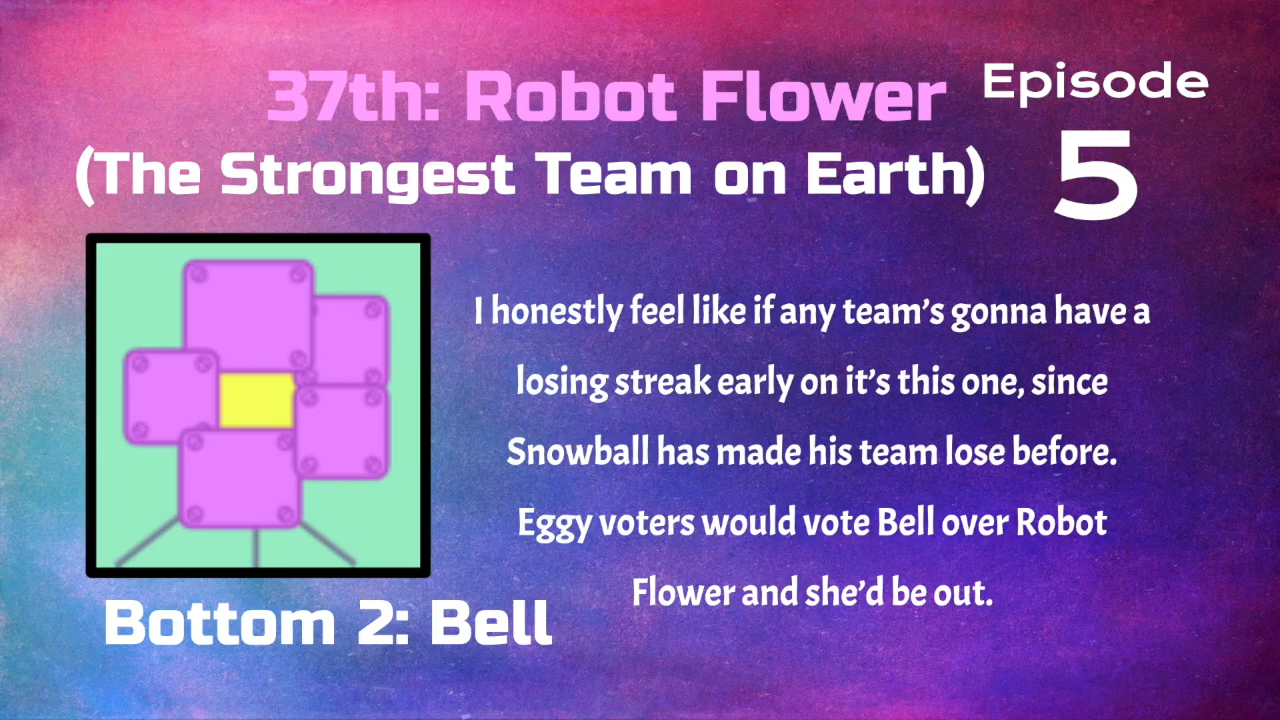 37th: Robot Flower
(The Strongest Team on Earth)
Episode
5
I honestly feel like if any team's gonna have a
losing streak early on it's this one, since
Snowball has made his team lose before.
Eggy voters would vote Bell over Robot
Flower and she'd be out.
Bottom 2: Bell